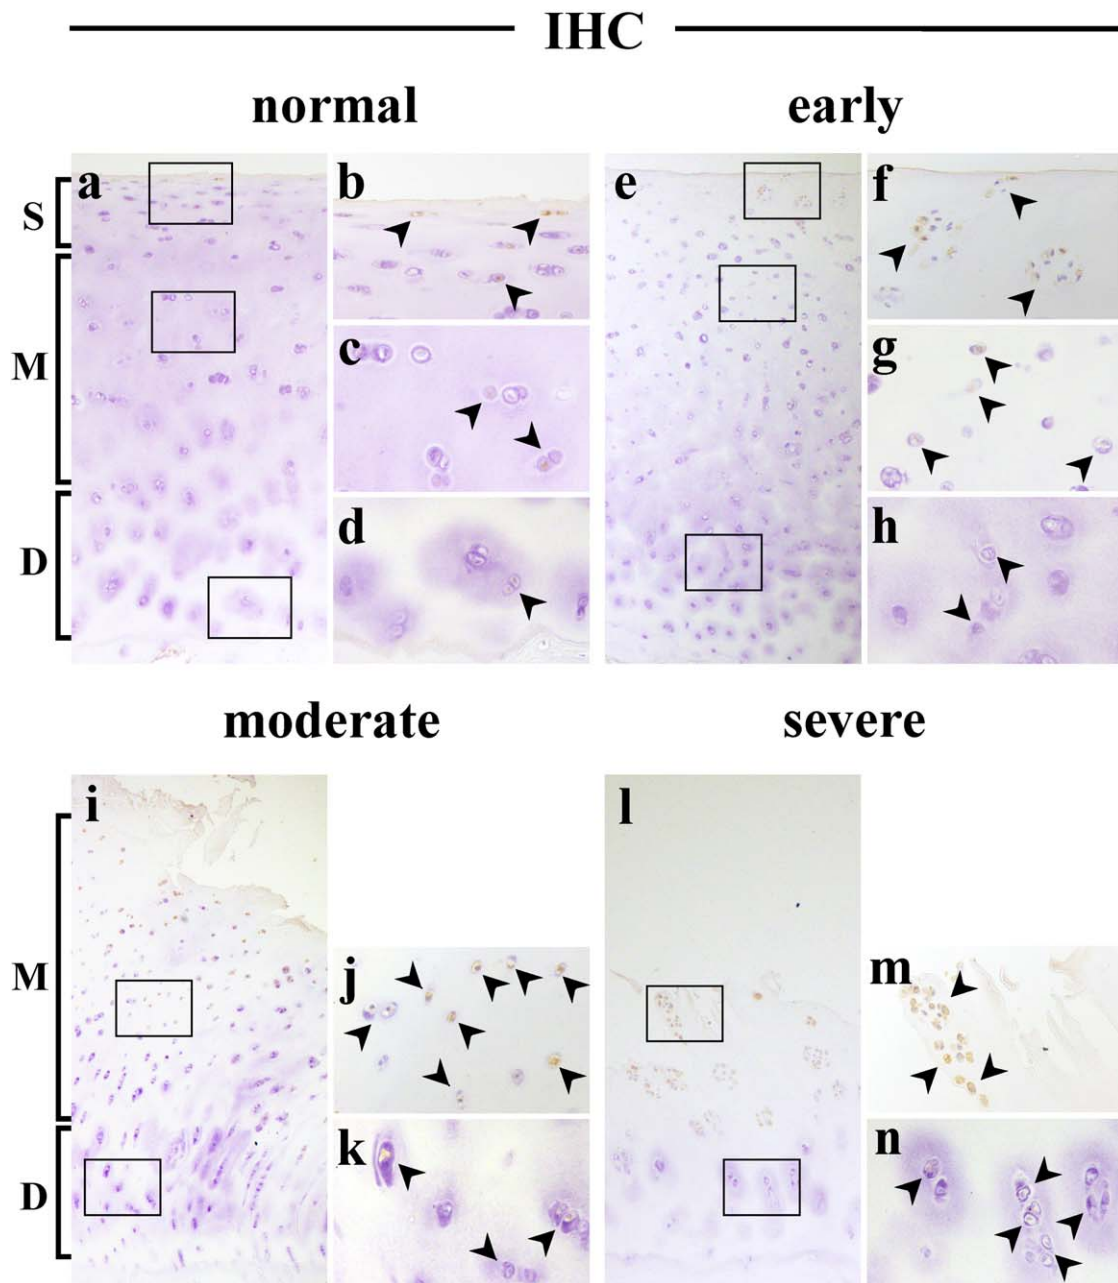 IHC
normal early
a b e f
S
c g
M
d h
D
moderate severe
i l
j m
M
k n
D